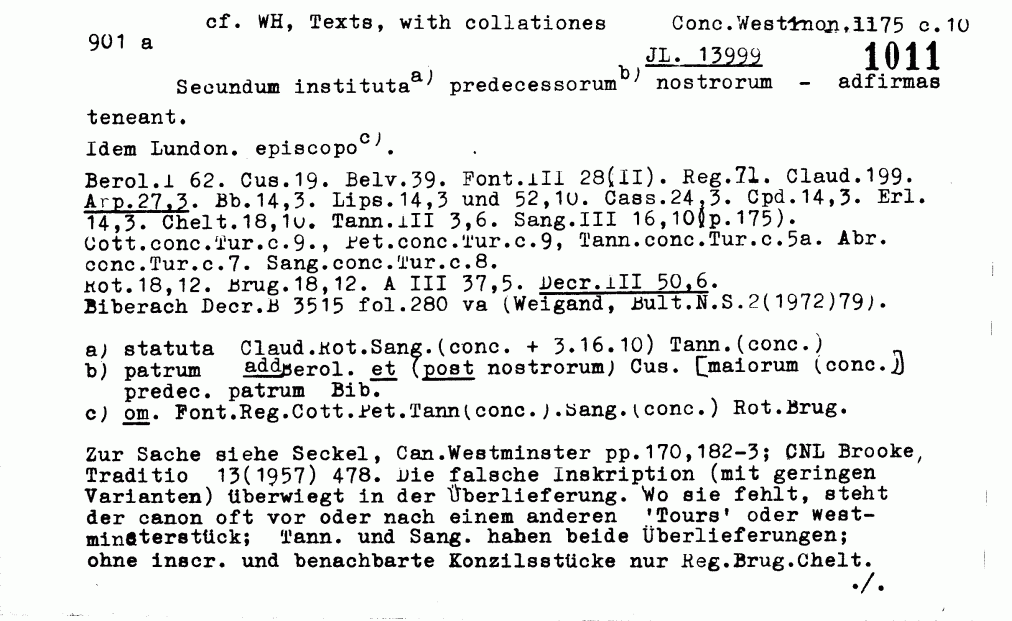 cf. WH, Texts, with collationes Conc.Westmon.1175 c.10
901 a
JL. 13999 1011
Secundum instituta a) predecessorum b) nostrorum - adfirmas
teneant.
Idem Lundon. episcopo c).
Berol.I 62. Cus.19. Belv.39. Font.III 28(II). Reg.71. Claud.199.
Arp.27,3. Bb.14,3. Lips.14,3 und 52,10. Cass.24,3. Cpd.14,3. Erl.
14,3. Chelt.18,10. Tann.III 3,6. Sang.III 16,10(p.175).
Cott.conc.Tur.c.9., Pet.conc.Tur.c.9, Tann.conc.Tur.c.5a. Abr.
conc.Tur.c.7. Sang.conc.Tur.c.8.
Rot.18,12. Brug.18,12. A III 37,5. Decr.III 50,6.
Biberach Decr.B 3515 fol.280 va (Weigand, Bult.N.S.2(1972)79).
a) statuta Claud.Rot.Sang.(conc. + 3.16.10) Tann.(conc.)
b) patrum add Berol. et (post nostrorum) Cus. [maiorum (conc.)]
predec. patrum Bib.
c) om. Font.Reg.Cott.Pet.Tann(conc.).Sang.(conc.) Rot.Brug.
Zur Sache siehe Seckel, Can.Westminster pp.170,182-3; CNL Brooke,
Traditio 13(1957) 478. Die falsche Inskription (mit geringen
Varianten) überwiegt in der Überlieferung. Wo sie fehlt, steht
der canon oft vor oder nach einem anderen 'Tours' oder West-
minsterstück; Tann. und Sang. haben beide Überlieferungen;
ohne inscr. und benachbarte Konzilsstücke nur Reg.Brug.Chelt.
./.